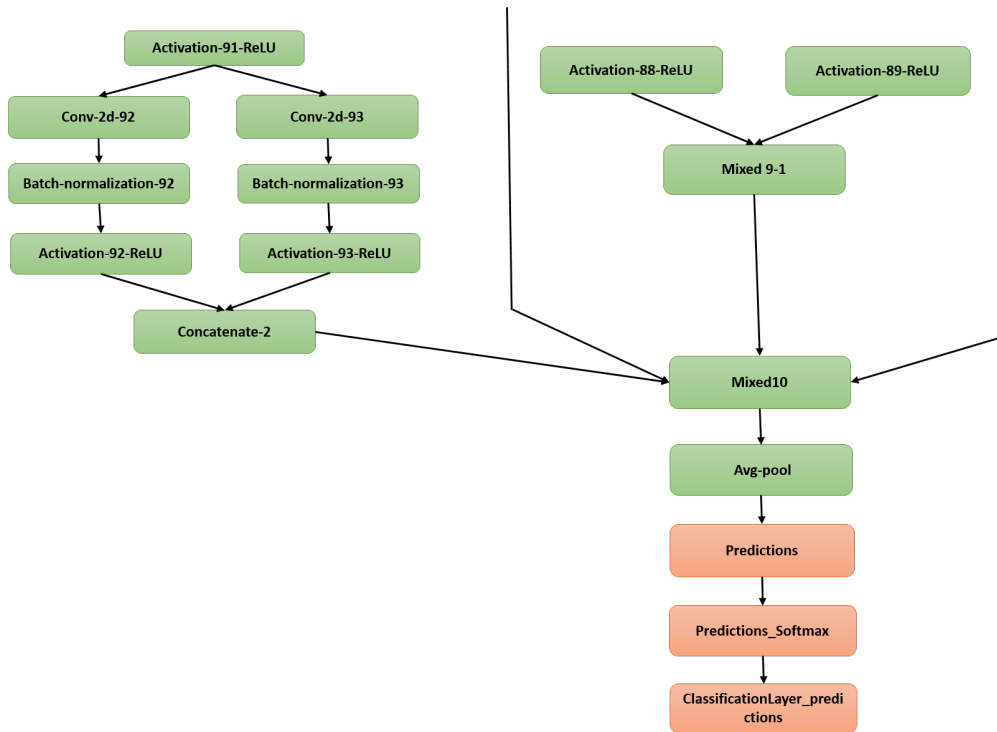 Activation-91-ReLU
Conv-2d-92
Conv-2d-93
Batch-normalization-92
Batch-normalization-93
Activation-92-ReLU
Activation-93-ReLU
Concatenate-2
Activation-88-ReLU
Activation-89-ReLU
Mixed 9-1
Mixed10
Avg-pool
Predictions
Predictions_Softmax
ClassificationLayer_predi
ctions